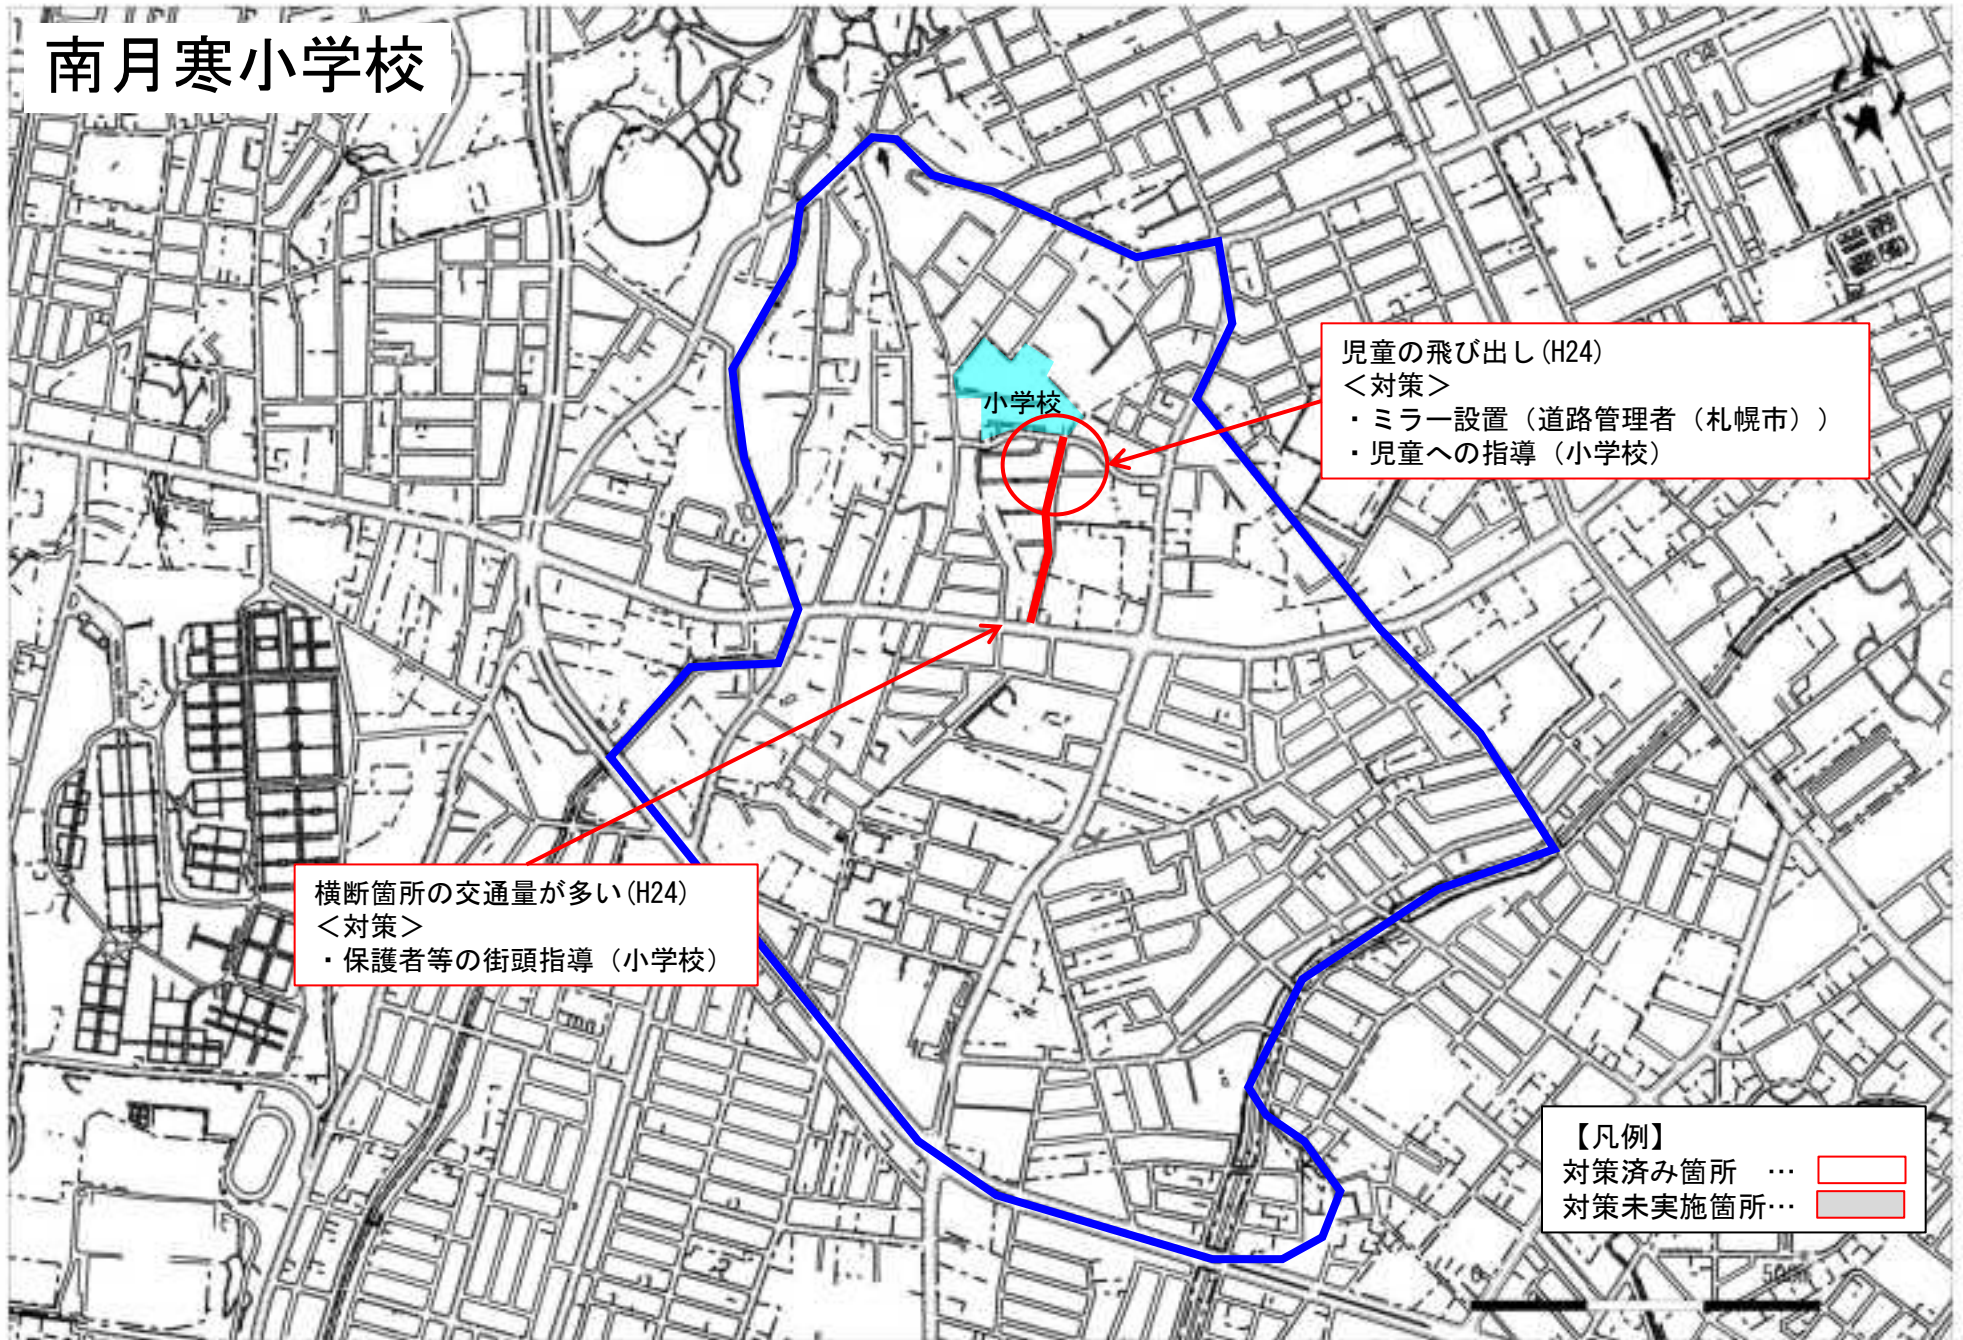 南月寒小学校
児童の飛び出し(H24)
＜対策＞
・ミラー設置（道路管理者（札幌市））
・児童への指導（小学校）
小学校
横断箇所の交通量が多い(H24)
＜対策＞
・保護者等の街頭指導（小学校）
【凡例】
対策済み箇所　…
対策未実施箇所…
0
500m